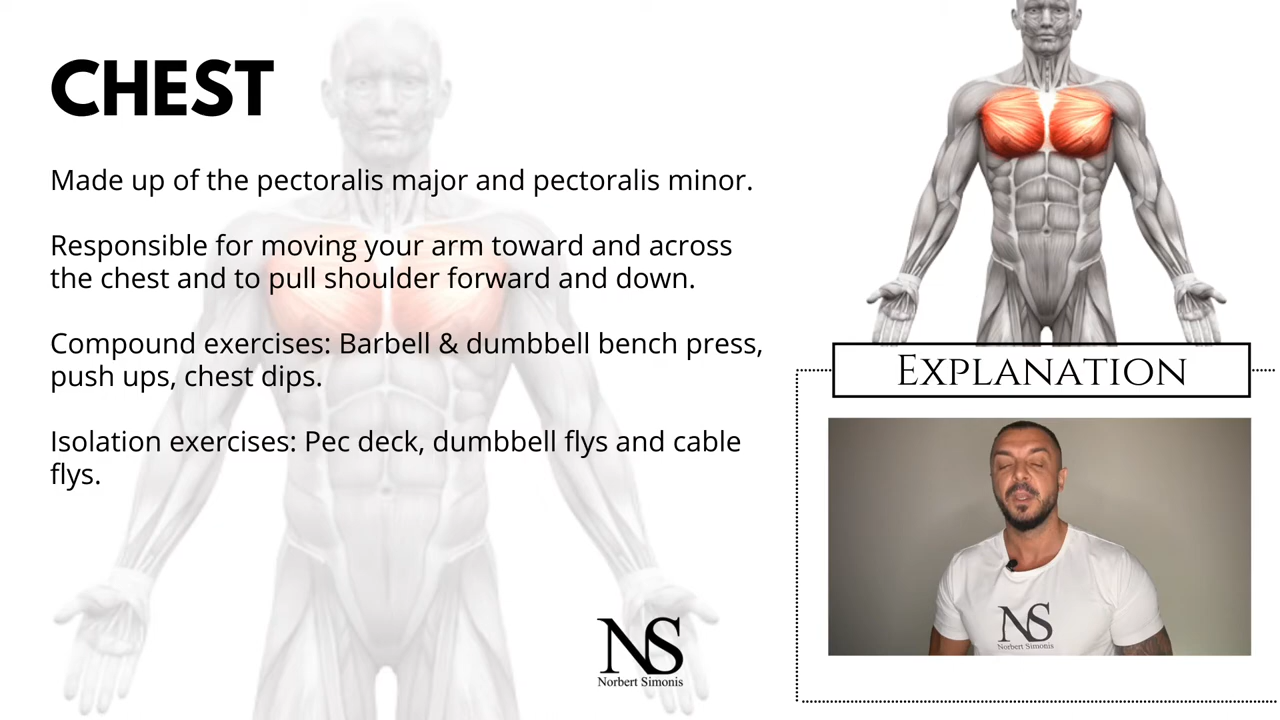 CHEST
Made up of the pectoralis major and pectoralis minor.
Responsible for moving your arm toward and across
the chest and to pull shoulder forward and down.
Compound exercises: Barbell & dumbbell bench press,
push ups, chest dips.
Isolation exercises: Pec deck, dumbbell flys and cable
flys.
NS
Norbert Simonis
EXPLANATION
NS
Norbert Simonis